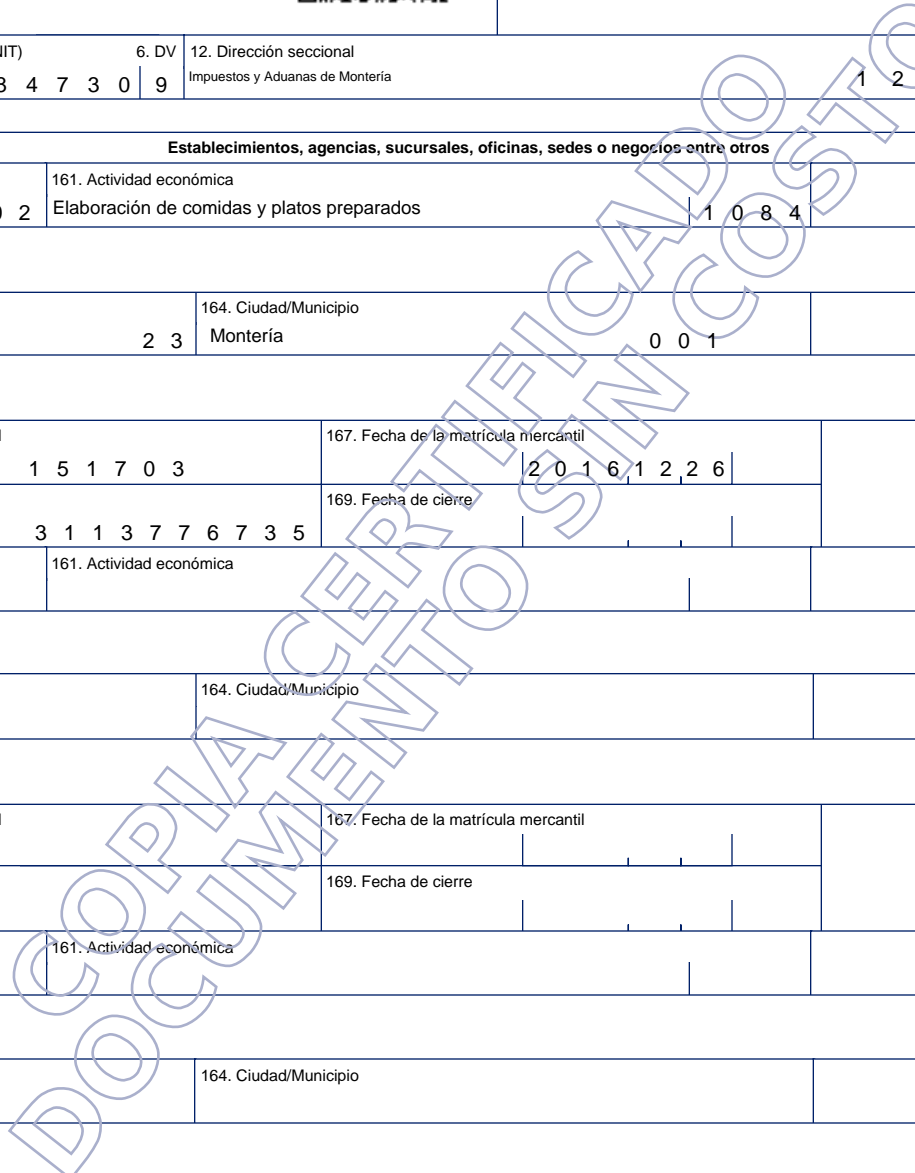 NIT) 6. DV 12. Dirección seccional
3 4 7 3 0 9 Impuestos y Aduanas de Montería 1 2
Establecimientos, agencias, sucursales, oficinas, sedes o negocios entre otros
161. Actividad económica
0 2 Elaboración de comidas y platos preparados 1 0 8 4
164. Ciudad/Municipio
2 3 Montería 0 0 1
167. Fecha de la matrícula mercantil
1 5 1 7 0 3 2 0 1 6 1 2 2 6
169. Fecha de cierre
3 1 1 3 7 7 6 7 3 5
161. Actividad económica
164. Ciudad/Municipio
167. Fecha de la matrícula mercantil
169. Fecha de cierre
161. Actividad económica
164. Ciudad/Municipio
COPIA CERTIFICADO
DOCUMENTO SIN COSTO